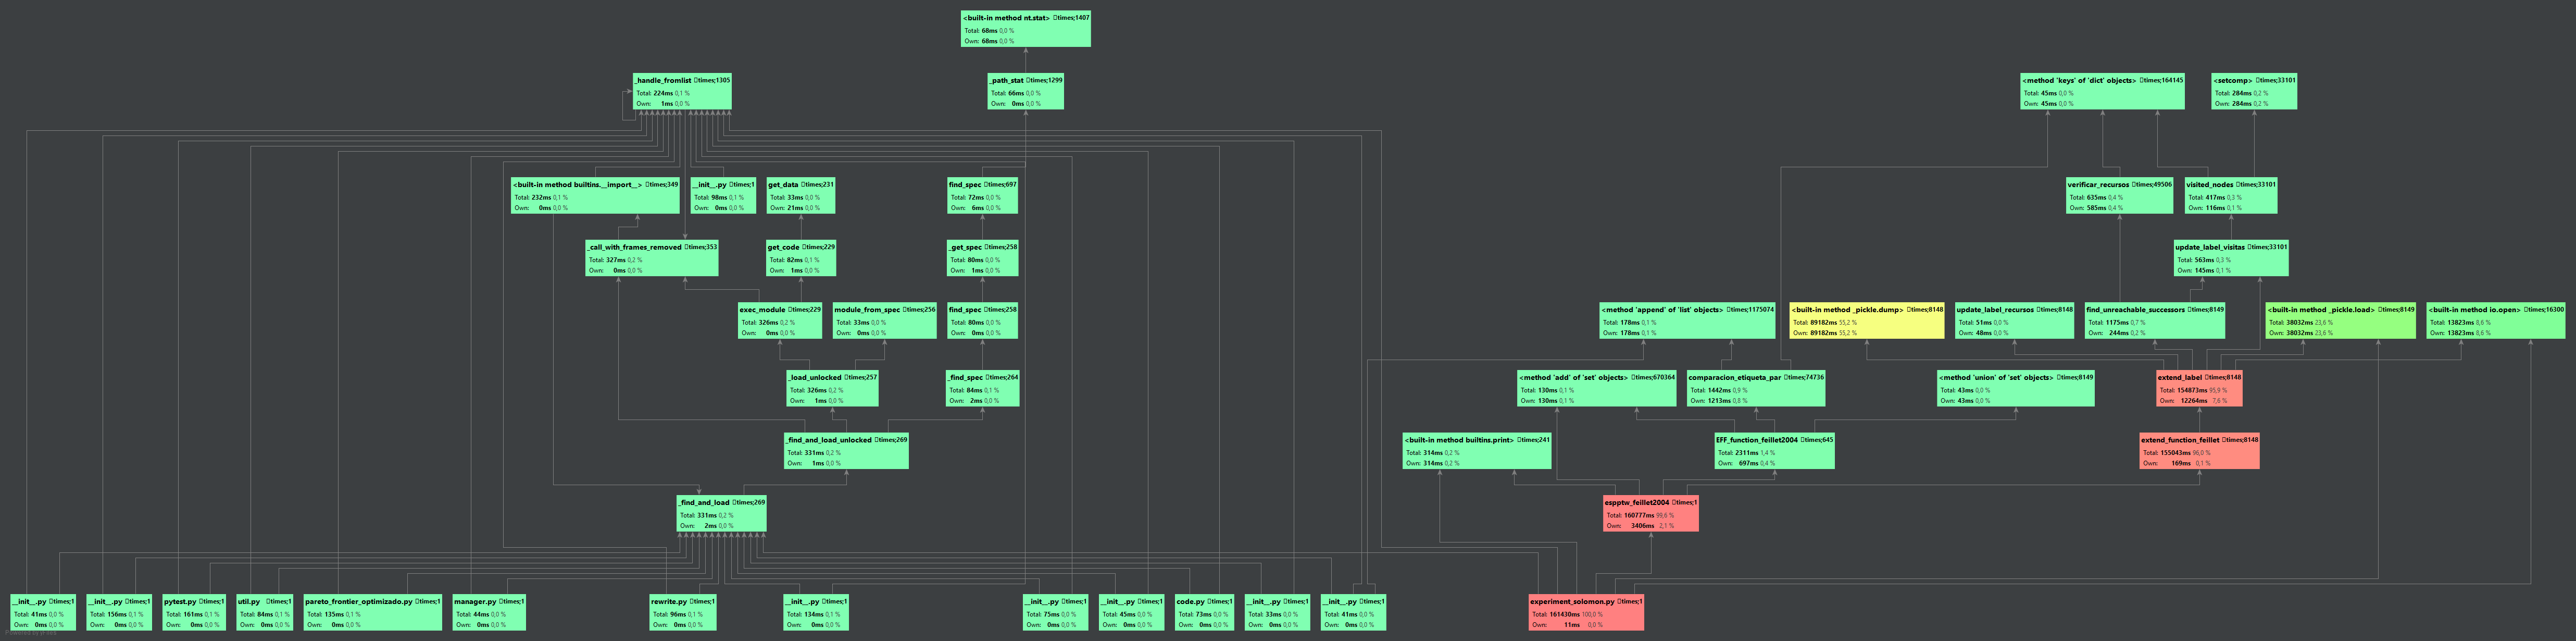 <built-in method nt.stat> ▯times;1407
Total: 68ms 0,0 %
Own: 68ms 0,0 %
_handle_fromlist ▯times;1305
Total: 224ms 0,1 %
Own: 1ms 0,0 %
_path_stat ▯times;1299
Total: 66ms 0,0 %
Own: 0ms 0,0 %
<method 'keys' of 'dict' objects> ▯times;164145
Total: 45ms 0,0 %
Own: 45ms 0,0 %
<setcomp> ▯times;33101
Total: 284ms 0,2 %
Own: 284ms 0,2 %
<built-in method builtins.__import__> ▯times;349
Total: 232ms 0,1 %
Own: 0ms 0,0 %
__init__.py ▯times;1
Total: 98ms 0,1 %
Own: 0ms 0,0 %
get_data ▯times;231
Total: 33ms 0,0 %
Own: 21ms 0,0 %
find_spec ▯times;697
Total: 72ms 0,0 %
Own: 6ms 0,0 %
verificar_recursos ▯times;49506
Total: 635ms 0,4 %
Own: 585ms 0,4 %
visited_nodes ▯times;33101
Total: 417ms 0,3 %
Own: 116ms 0,1 %
_call_with_frames_removed ▯times;353
Total: 327ms 0,2 %
Own: 0ms 0,0 %
get_code ▯times;229
Total: 82ms 0,1 %
Own: 1ms 0,0 %
_get_spec ▯times;258
Total: 80ms 0,0 %
Own: 1ms 0,0 %
update_label_visitas ▯times;33101
Total: 563ms 0,3 %
Own: 145ms 0,1 %
exec_module ▯times;229
Total: 326ms 0,2 %
Own: 0ms 0,0 %
module_from_spec ▯times;256
Total: 33ms 0,0 %
Own: 0ms 0,0 %
find_spec ▯times;258
Total: 80ms 0,0 %
Own: 0ms 0,0 %
<method 'append' of 'list' objects> ▯times;1175074
Total: 178ms 0,1 %
Own: 178ms 0,1 %
<built-in method _pickle.dump> ▯times;8148
Total: 89182ms 55,2 %
Own: 89182ms 55,2 %
update_label_recursos ▯times;8148
Total: 51ms 0,0 %
Own: 48ms 0,0 %
find_unreachable_successors ▯times;8149
Total: 1175ms 0,7 %
Own: 244ms 0,2 %
<built-in method _pickle.load> ▯times;8149
Total: 38032ms 23,6 %
Own: 38032ms 23,6 %
<built-in method io.open> ▯times;16300
Total: 13823ms 8,6 %
Own: 13823ms 8,6 %
_load_unlocked ▯times;257
Total: 326ms 0,2 %
Own: 1ms 0,0 %
_find_spec ▯times;264
Total: 84ms 0,1 %
Own: 2ms 0,0 %
<method 'add' of 'set' objects> ▯times;670364
Total: 130ms 0,1 %
Own: 130ms 0,1 %
comparacion_etiqueta_par ▯times;74736
Total: 1442ms 0,9 %
Own: 1213ms 0,8 %
<method 'union' of 'set' objects> ▯times;8149
Total: 43ms 0,0 %
Own: 43ms 0,0 %
extend_label ▯times;8148
Total: 154873ms 95,9 %
Own: 12264ms 7,6 %
_find_and_load_unlocked ▯times;269
Total: 331ms 0,2 %
Own: 1ms 0,0 %
<built-in method builtins.print> ▯times;241
Total: 314ms 0,2 %
Own: 314ms 0,2 %
EFF_function_feillet2004 ▯times;645
Total: 2311ms 1,4 %
Own: 697ms 0,4 %
extend_function_feillet ▯times;8148
Total: 155043ms 96,0 %
Own: 169ms 0,1 %
_find_and_load ▯times;269
Total: 331ms 0,2 %
Own: 2ms 0,0 %
espptw_feillet2004 ▯times;1
Total: 160777ms 99,6 %
Own: 3406ms 2,1 %
__init__.py ▯times;1
Total: 41ms 0,0 %
Own: 0ms 0,0 %
__init__.py ▯times;1
Total: 156ms 0,1 %
Own: 0ms 0,0 %
pytest.py ▯times;1
Total: 161ms 0,1 %
Own: 0ms 0,0 %
util.py ▯times;1
Total: 84ms 0,1 %
Own: 0ms 0,0 %
pareto_frontier_optimizado.py ▯times;1
Total: 135ms 0,1 %
Own: 0ms 0,0 %
manager.py ▯times;1
Total: 44ms 0,0 %
Own: 0ms 0,0 %
rewrite.py ▯times;1
Total: 96ms 0,1 %
Own: 0ms 0,0 %
__init__.py ▯times;1
Total: 134ms 0,1 %
Own: 0ms 0,0 %
__init__.py ▯times;1
Total: 75ms 0,0 %
Own: 0ms 0,0 %
__init__.py ▯times;1
Total: 45ms 0,0 %
Own: 0ms 0,0 %
code.py ▯times;1
Total: 73ms 0,0 %
Own: 0ms 0,0 %
__init__.py ▯times;1
Total: 33ms 0,0 %
Own: 0ms 0,0 %
__init__.py ▯times;1
Total: 41ms 0,0 %
Own: 0ms 0,0 %
experiment_solomon.py ▯times;1
Total: 161430ms 100,0 %
Own: 11ms 0,0 %
Powered by yFiles